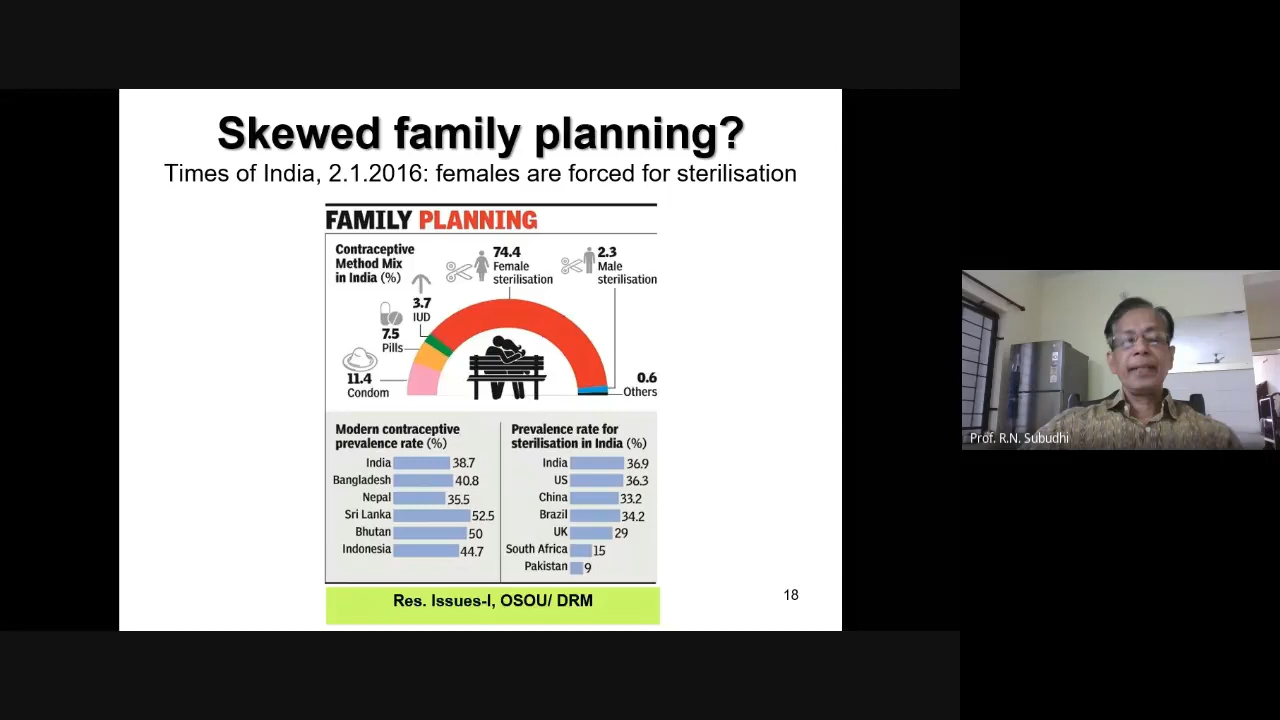 Skewed family planning?
Times of India, 2.1.2016: females are forced for sterilisation
FAMILY PLANNING
Contraceptive
Method Mix
in India (%)
74.4
Female
sterilisation
2.3
Male
sterilisation
3.7
IUD
7.5
Pills
11.4
Condom
0.6
Others
Modern contraceptive
prevalence rate (%)
India 38.7
Bangladesh 40.8
Nepal 35.5
Sri Lanka 52.5
Bhutan 50
Indonesia 44.7
Prevalence rate for
sterilisation in India (%)
India 36.9
US 36.3
China 33.2
Brazil 34.2
UK 29
South Africa 15
Pakistan 9
Res. Issues-I, OSOU/ DRM
18
Prof. R.N. Subudhi